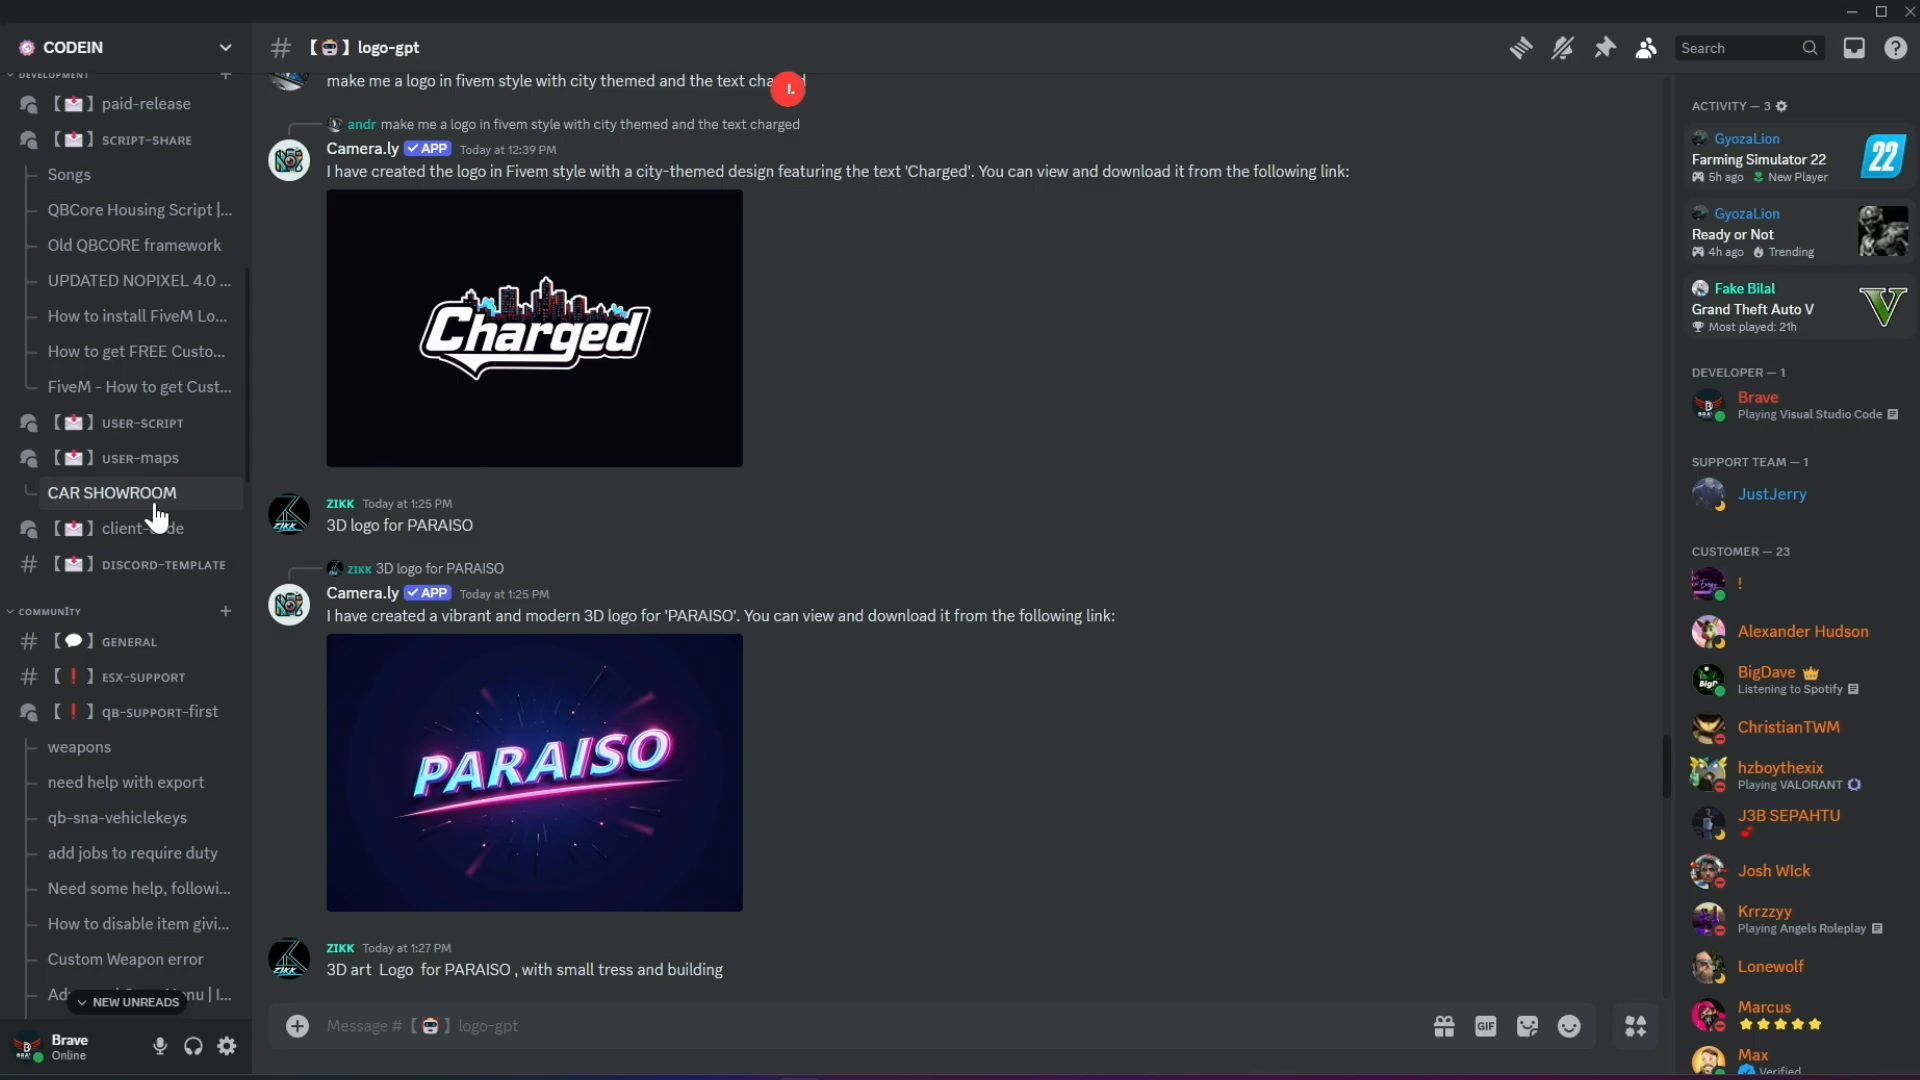 CODEIN
DEVELOPMENT
【📩】paid-release
【📩】SCRIPT-SHARE
Songs
QBCore Housing Script |...
Old QBCORE framework
UPDATED NOPIXEL 4.0 ...
How to install FiveM Lo...
How to get FREE Custo...
FiveM - How to get Cust...
【📩】USER-SCRIPT
【📩】USER-MAPS
CAR SHOWROOM
【📩】client-code
【📩】DISCORD-TEMPLATE
COMMUNITY
【💬】GENERAL
【❗】ESX-SUPPORT
【❗】QB-SUPPORT-FIRST
weapons
need help with export
qb-sna-vehiclekeys
add jobs to require duty
Need some help, followi...
How to disable item givi...
Custom Weapon error
NEW UNREADS
Brave
Online
【🤖】logo-gpt
make me a logo in fivem style with city themed and the text
andr make me a logo in fivem style with city themed and the text charged
Camera.ly ✓ APP Today at 12:39 PM
I have created the logo in Fivem style with a city-themed design featuring the text 'Charged'. You can view and download it from the following link:
Charged
ZIKK Today at 1:25 PM
3D logo for PARAISO
ZIKK 3D logo for PARAISO
Camera.ly ✓ APP Today at 1:25 PM
I have created a vibrant and modern 3D logo for 'PARAISO'. You can view and download it from the following link:
PARAISO
ZIKK Today at 1:27 PM
3D art Logo for PARAISO , with small tress and building
Message #【🤖】logo-gpt
GIF
Search
ACTIVITY — 3
GyozaLion
Farming Simulator 22
5h ago New Player
22
GyozaLion
Ready or Not
4h ago Trending
Fake Bilal
Grand Theft Auto V
Most played: 21h
V
DEVELOPER — 1
Brave
Playing Visual Studio Code
SUPPORT TEAM — 1
JustJerry
CUSTOMER — 23
!
Alexander Hudson
BigDave
Listening to Spotify
ChristianTWM
hzboythexix
Playing VALORANT
J3B SEPAHTU
Josh WIck
Krrzzyy
Playing Angels Roleplay
Lonewolf
Marcus
Max
Verified